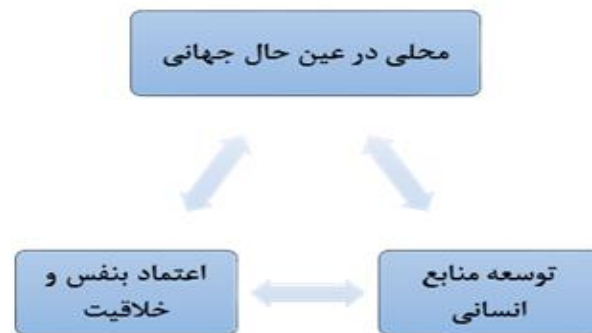 محلی در عین حال جهانی
توسعه منابع
انسانی
اعتماد بنفس و
خلاقیت